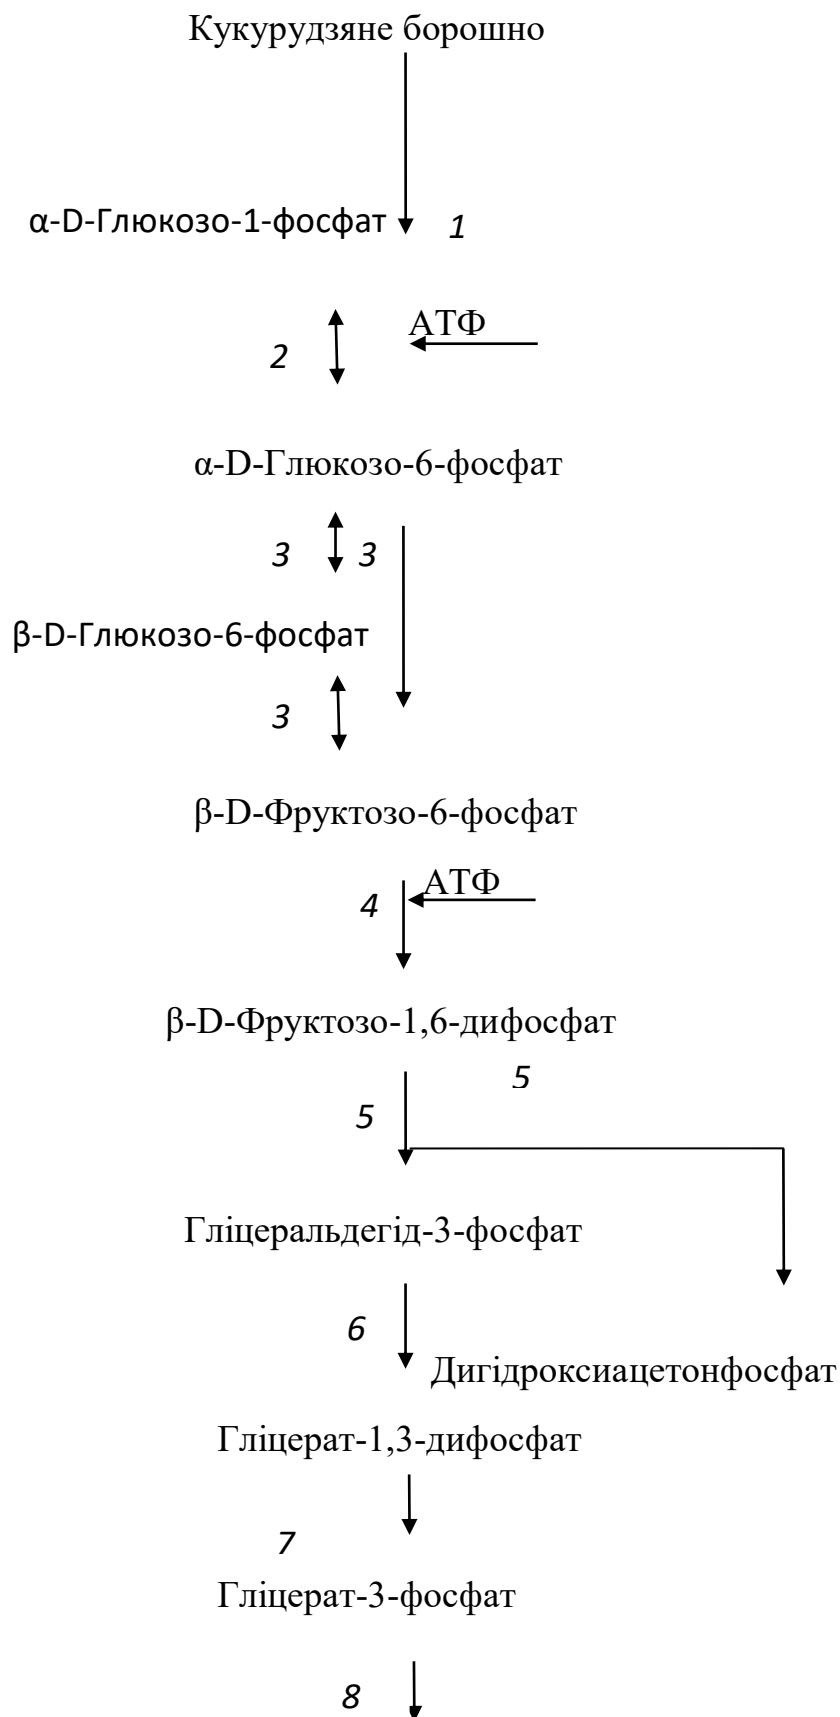 Кукурудзяне борошно
α-D-Глюкозо-1-фосфат 1
АТФ
2
α-D-Глюкозо-6-фосфат
3 3
β-D-Глюкозо-6-фосфат
3
β-D-Фруктозо-6-фосфат
АТФ
4
β-D-Фруктозо-1,6-дифосфат
5
5
Гліцеральдегід-3-фосфат
6
Дигідроксиацетонфосфат
Гліцерат-1,3-дифосфат
7
Гліцерат-3-фосфат
8